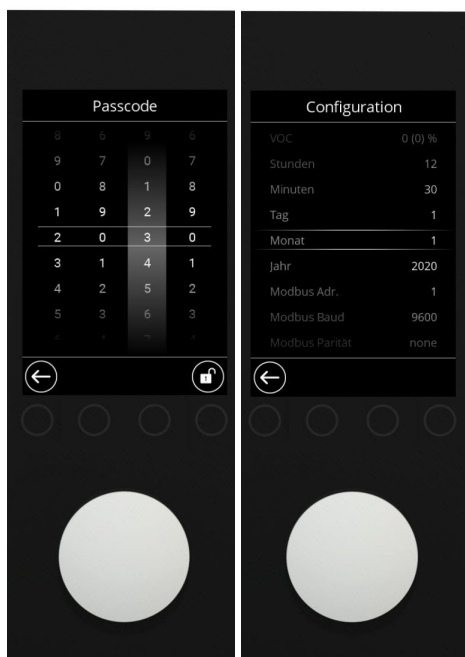 Passcode
8 6 9 6
9 7 0 7
0 8 1 8
1 9 2 9
2 0 3 0
3 1 4 1
4 2 5 2
5 3 6 3
Configuration
VOC 0 (0) %
Stunden 12
Minuten 30
Tag 1
Monat 1
Jahr 2020
Modbus Adr. 1
Modbus Baud 9600
Modbus Parität none